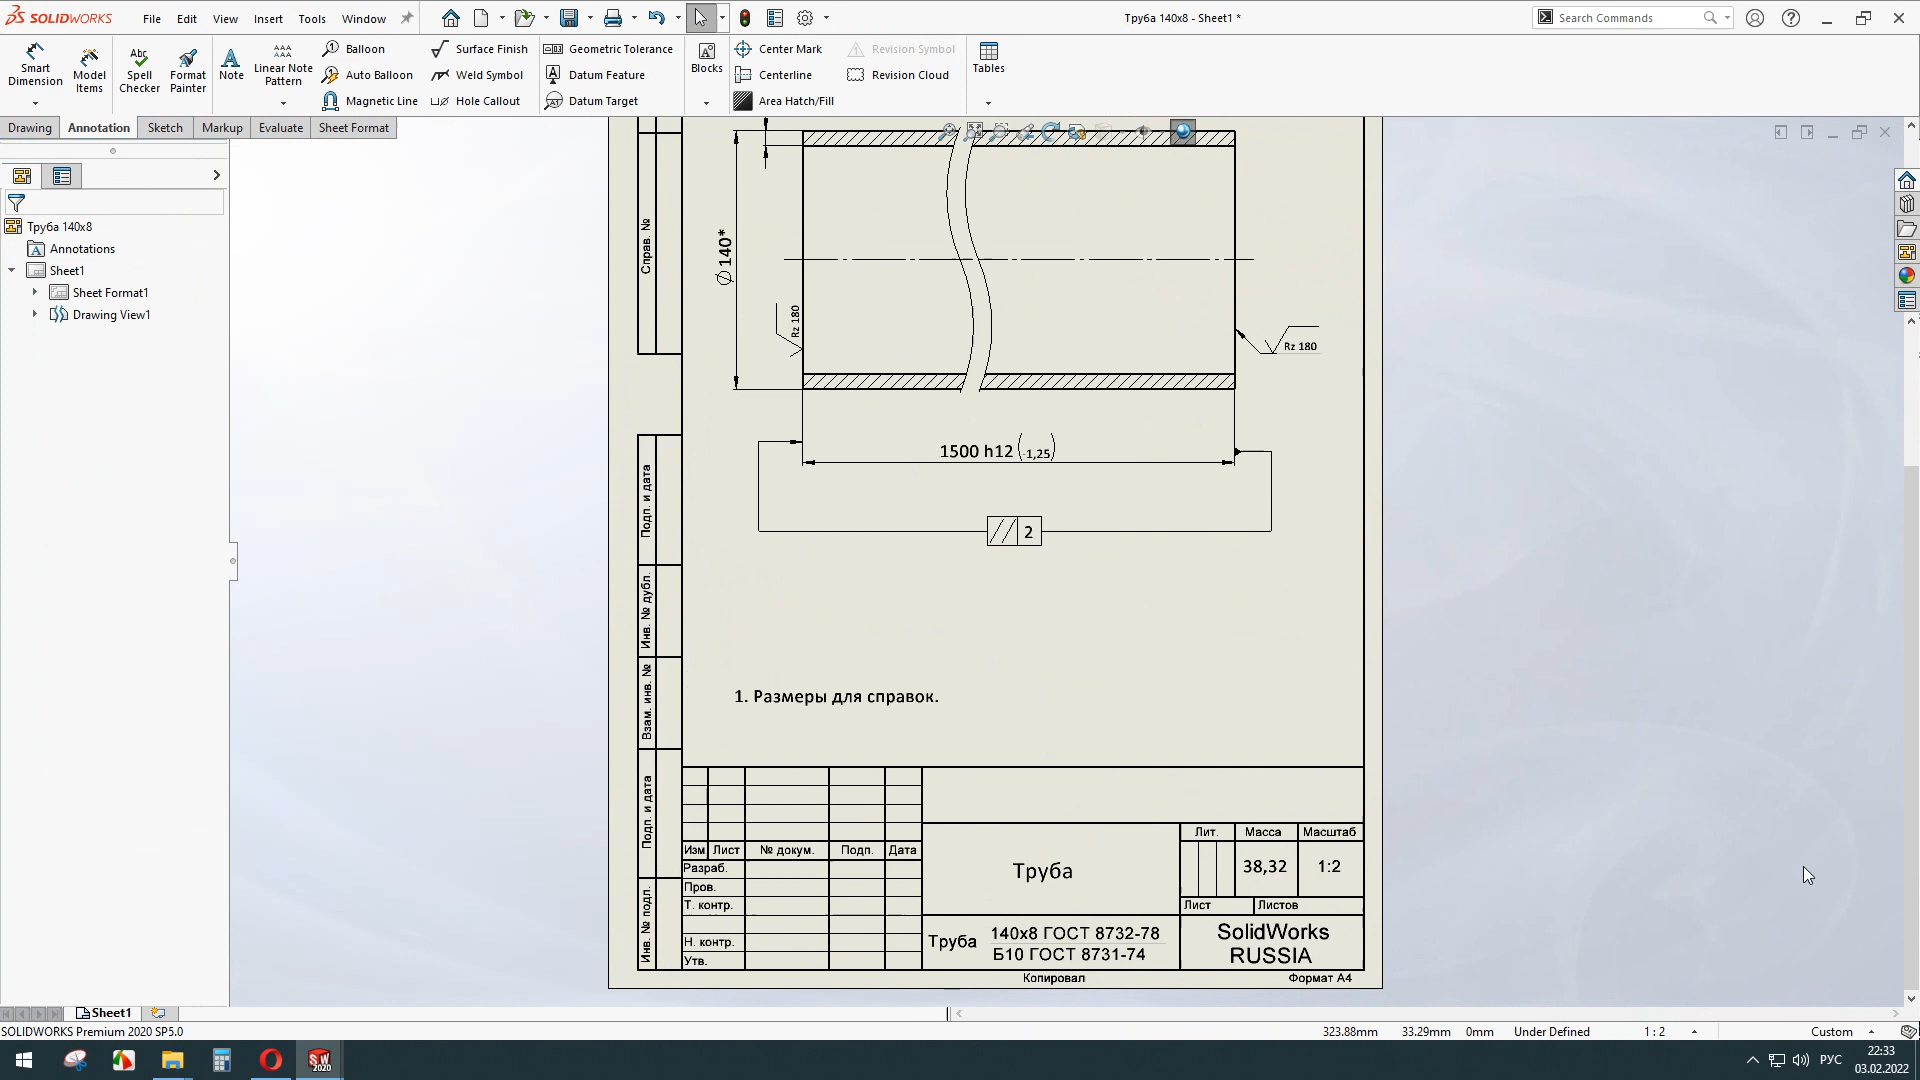 SOLIDWORKS
File Edit View Insert Tools Window
Труба 140x8 - Sheet1 *
Search Commands
Smart Dimension
Model Items
Spell Checker
Format Painter
Note
Linear Note Pattern
Balloon
Auto Balloon
Magnetic Line
Surface Finish
Weld Symbol
Hole Callout
Geometric Tolerance
Datum Feature
Datum Target
Blocks
Center Mark
Centerline
Area Hatch/Fill
Revision Symbol
Revision Cloud
Tables
Drawing Annotation Sketch Markup Evaluate Sheet Format
Труба 140x8
Annotations
Sheet1
Sheet Format1
Drawing View1
Справ. №
∅140*
Rz 180
Rz 180
1500 h12 (-1,25)
// 2
Подп. и дата
Инв. № дубл.
Взам. инв. №
Подп. и дата
Инв. № подл.
1. Размеры для справок.
Изм Лист № докум. Подп. Дата
Разраб.
Пров.
Т. контр.
Н. контр.
Утв.
Труба
Лит. Масса Масштаб
38,32 1:2
Лист Листов
Труба 140x8 ГОСТ 8732-78
Б10 ГОСТ 8731-74
SolidWorks
RUSSIA
Копировал Формат А4
Sheet1
SOLIDWORKS Premium 2020 SP5.0
323.88mm 33.29mm 0mm Under Defined 1 : 2 Custom
SW 2020
РУС
22:33
03.02.2022